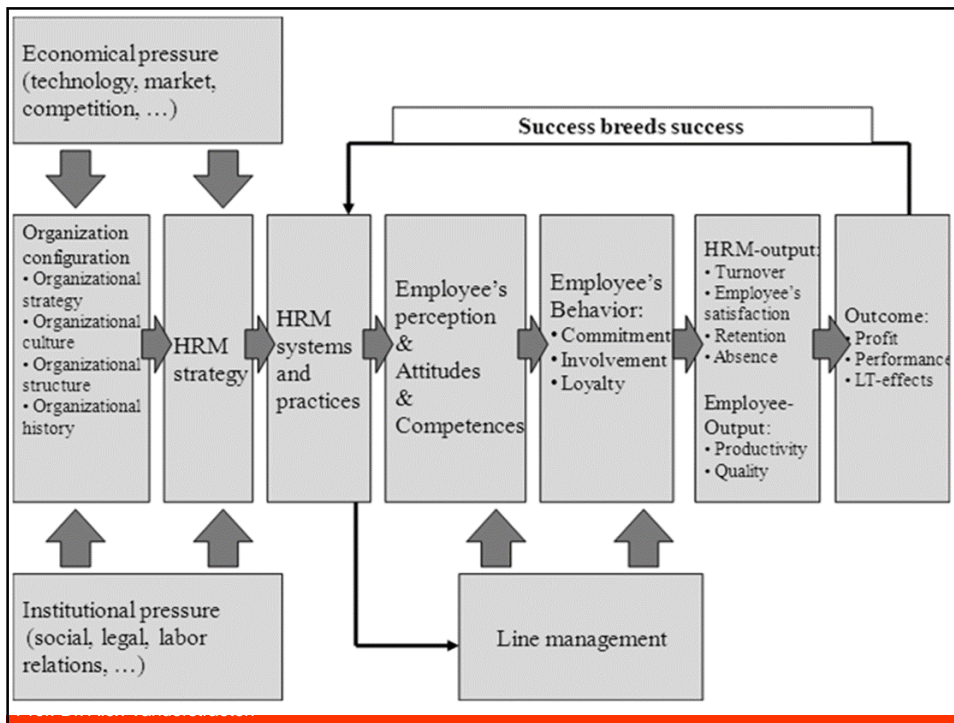 Economical pressure
(technology, market,
competition, …)
Success breeds success
Organization
configuration
• Organizational
strategy
• Organizational
culture
• Organizational
structure
• Organizational
history
HRM
strategy
HRM
systems
and
practices
Employee’s
perception
&
Attitudes
&
Competences
Employee’s
Behavior:
• Commitment
• Involvement
• Loyalty
HRM-output:
• Turnover
• Employee’s
satisfaction
• Retention
• Absence
Employee-
Output:
• Productivity
• Quality
Outcome:
• Profit
• Performance
• LT-effects
Institutional pressure
(social, legal, labor
relations, …)
Line management